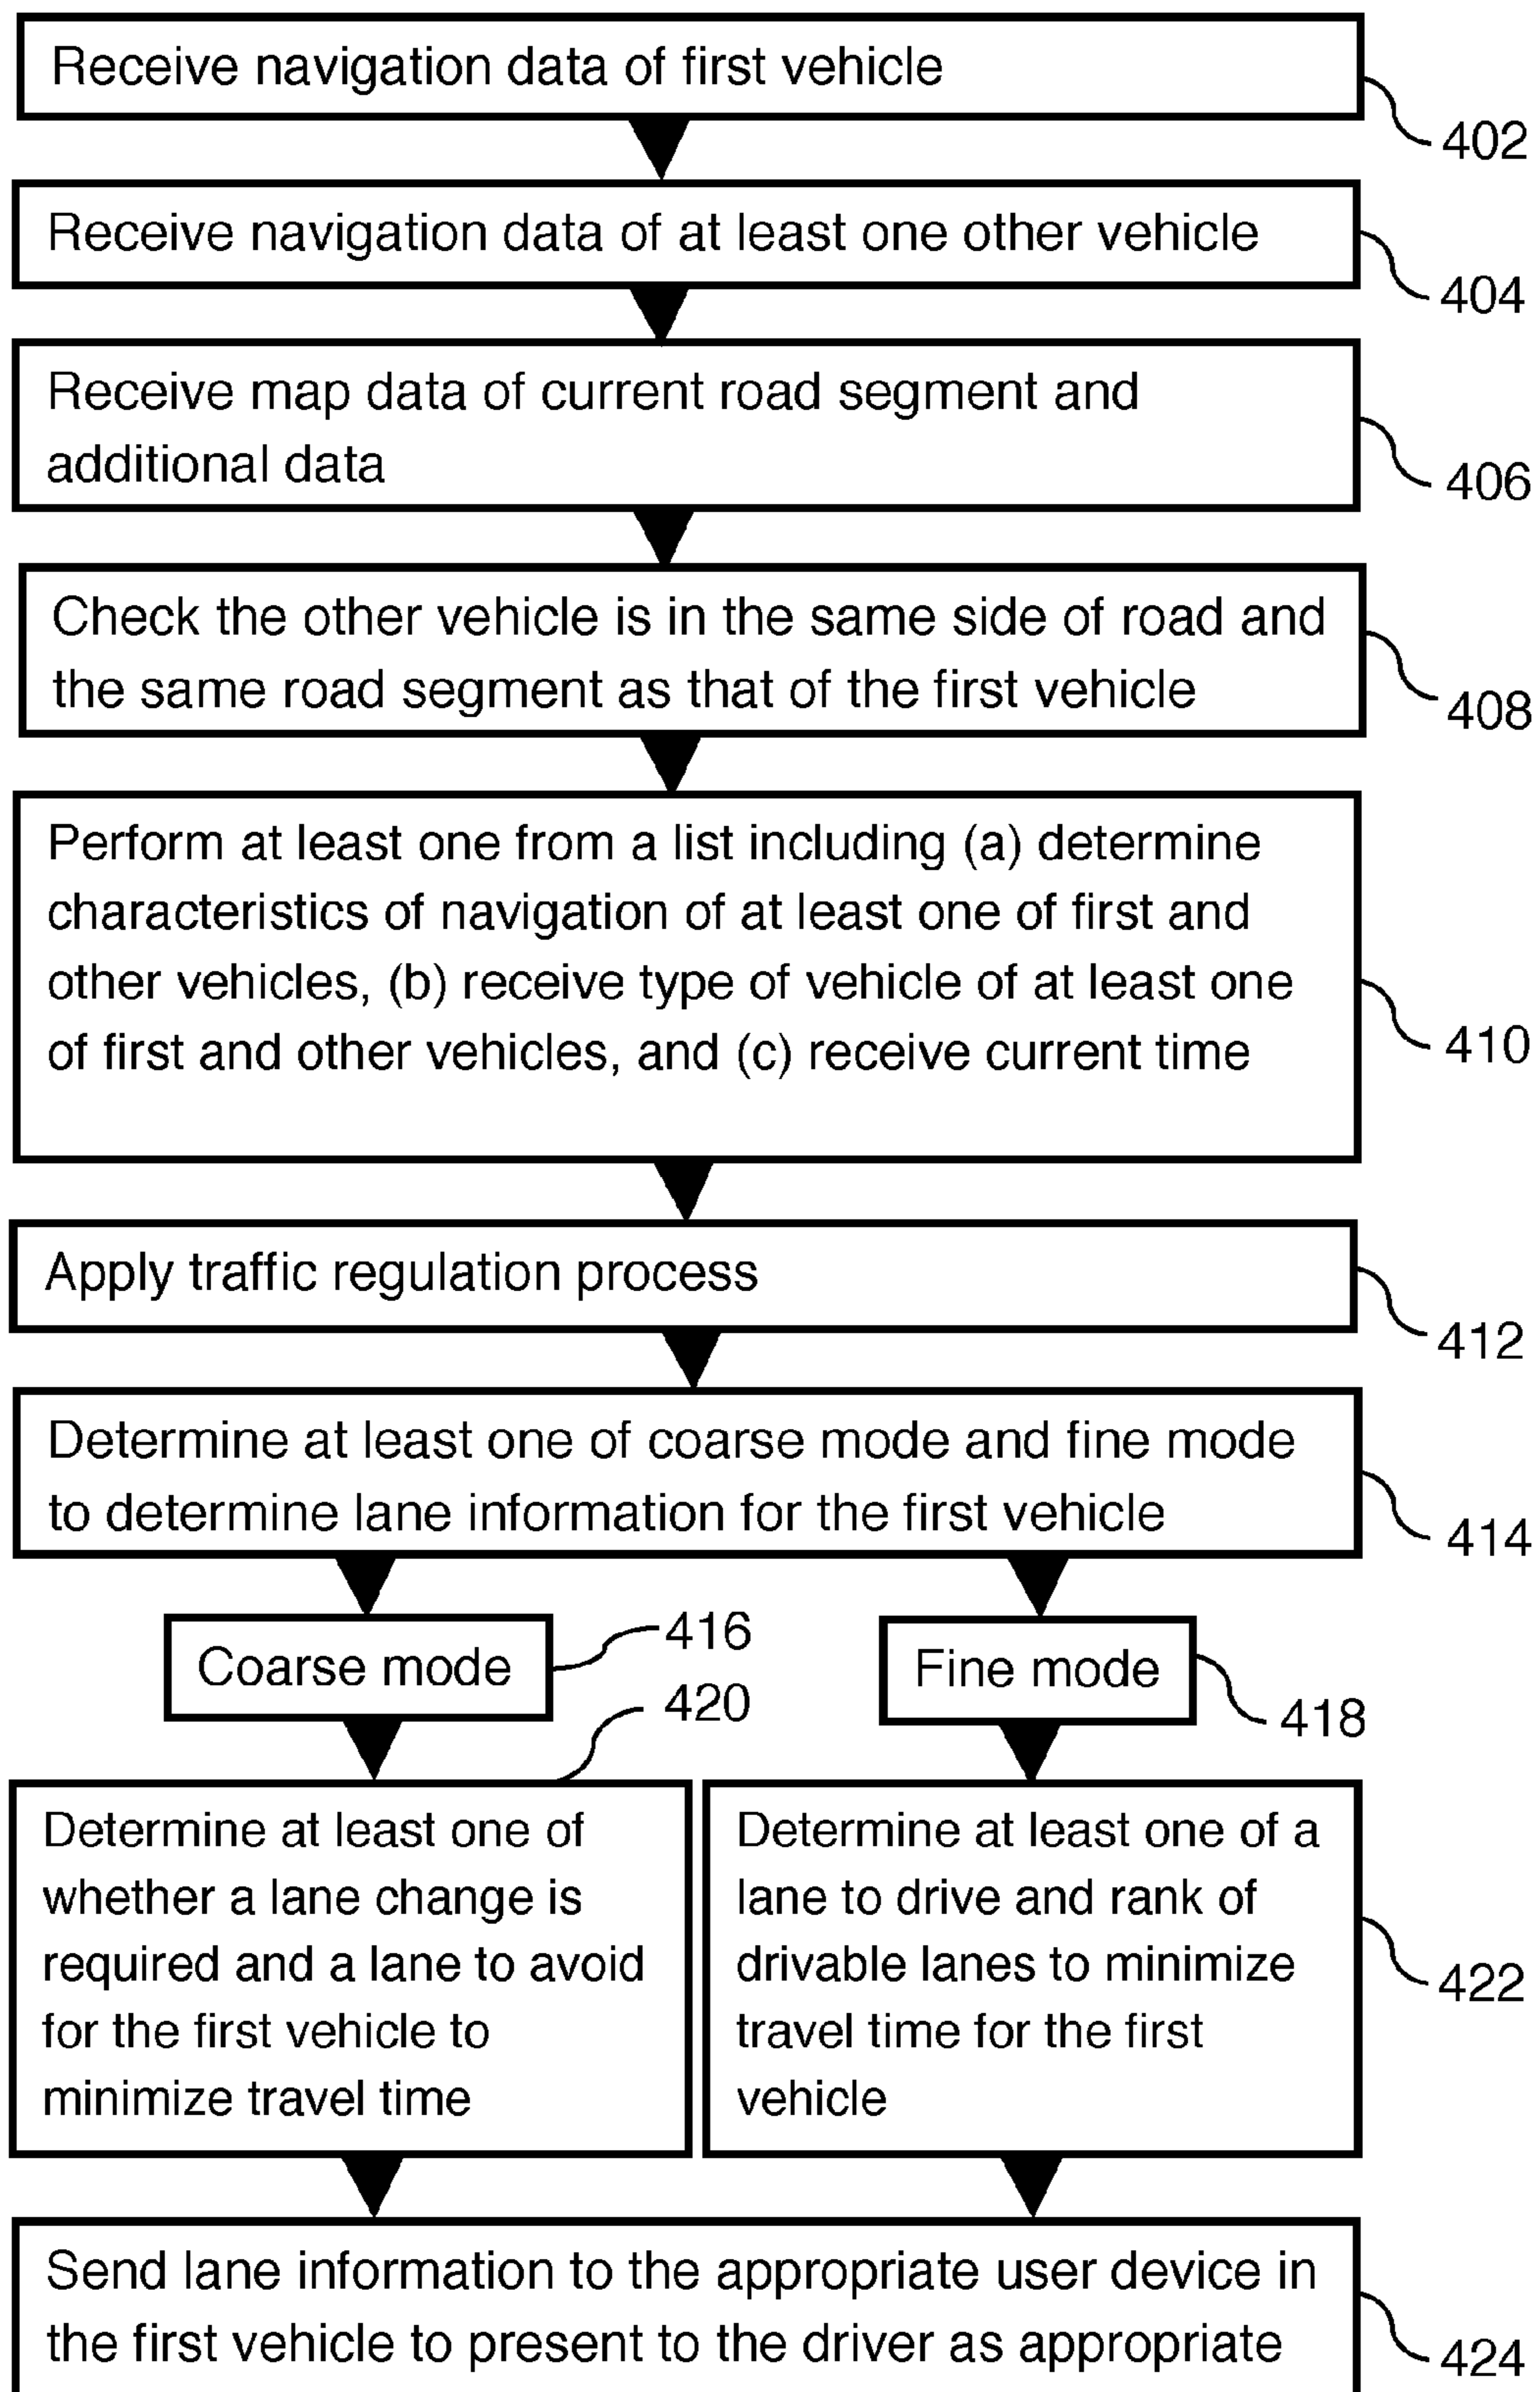 Receive navigation data of first vehicle
402
Receive navigation data of at least one other vehicle
404
Receive map data of current road segment and
additional data
406
Check the other vehicle is in the same side of road and
the same road segment as that of the first vehicle
408
Perform at least one from a list including (a) determine
characteristics of navigation of at least one of first and
other vehicles, (b) receive type of vehicle of at least one
of first and other vehicles, and (c) receive current time
410
Apply traffic regulation process
412
Determine at least one of coarse mode and fine mode
to determine lane information for the first vehicle
414
Coarse mode
416
Fine mode
418
420
Determine at least one of
whether a lane change is
required and a lane to avoid
for the first vehicle to
minimize travel time
Determine at least one of a
lane to drive and rank of
drivable lanes to minimize
travel time for the first
vehicle
422
Send lane information to the appropriate user device in
the first vehicle to present to the driver as appropriate
424